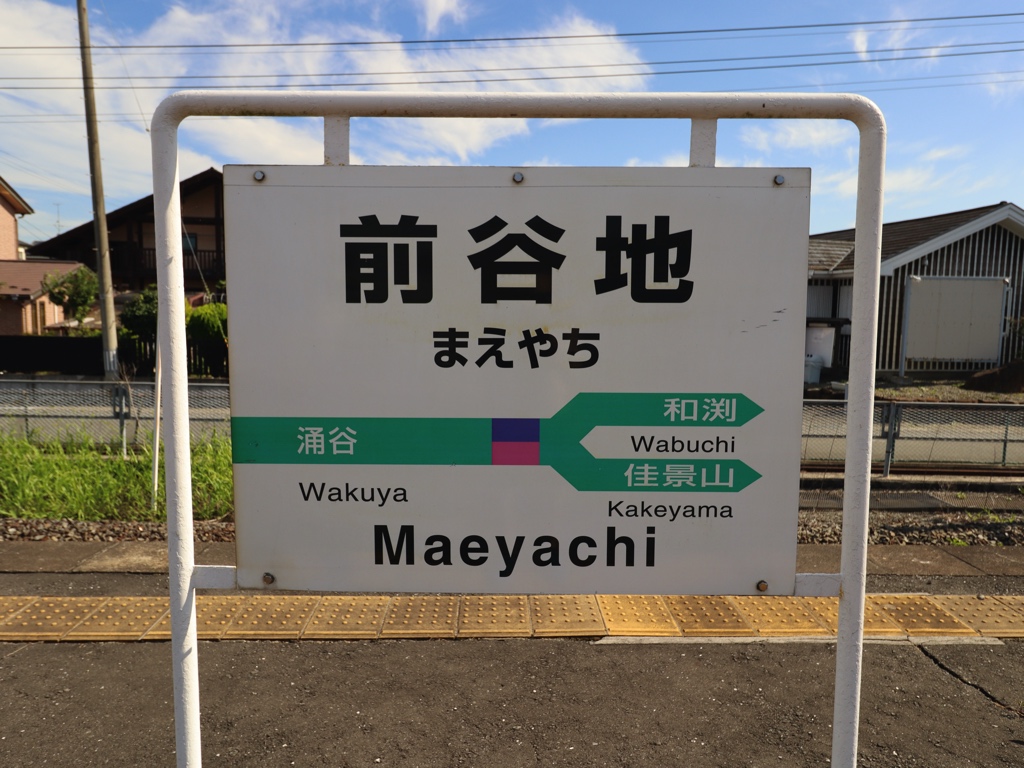 前谷地
まえやち
涌谷
Wakuya
和渕
Wabuchi
佳景山
Kakeyama
Maeyachi